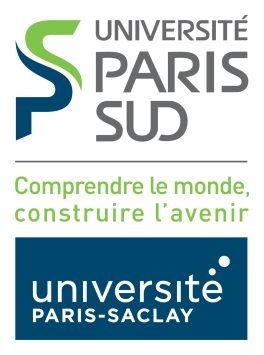 UNIVERSITÉ
PARIS
SUD
Comprendre le monde,
construire l'avenir
université
PARIS-SACLAY